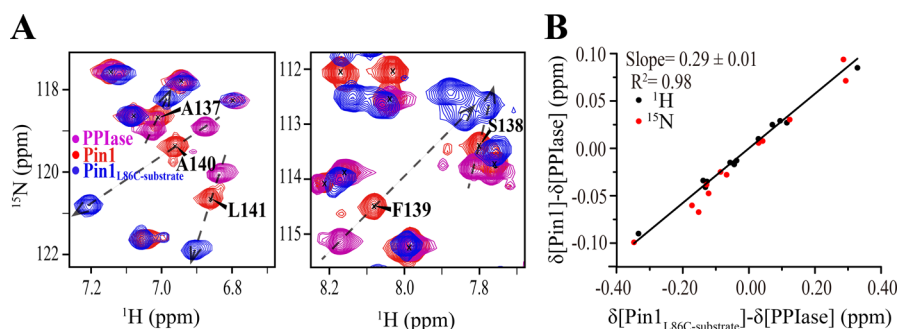 A
B
118
120
122
15N (ppm)
PPIase
Pin1
Pin1L86C-substrate
A137
A140
L141
7.2
7.0
6.8
1H (ppm)
112
113
114
115
S138
F139
8.2
8.0
7.8
1H (ppm)
Slope= 0.29 ± 0.01
R2= 0.98
1H
15N
0.10
0.05
0.00
-0.05
-0.10
δ[Pin1]-δ[PPIase] (ppm)
-0.40
-0.20
0.00
0.20
0.40
δ[Pin1L86C-substrate]-δ[PPIase] (ppm)